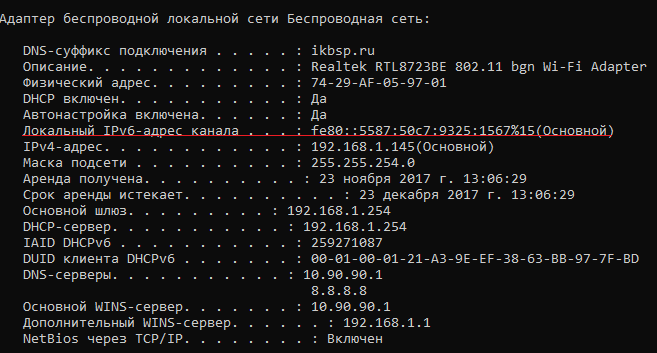 Адаптер беспроводной локальной сети Беспроводная сеть:
DNS-суффикс подключения . . . . . : ikbsp.ru
Описание. . . . . . . . . . . . . : Realtek RTL8723BE 802.11 bgn Wi-Fi Adapter
Физический адрес. . . . . . . . . : 74-29-AF-05-97-01
DHCP включен. . . . . . . . . . . : Да
Автонастройка включена. . . . . . : Да
Локальный IPv6-адрес канала . . . : fe80::5587:50c7:9325:1567%15(Основной)
IPv4-адрес. . . . . . . . . . . . : 192.168.1.145(Основной)
Маска подсети . . . . . . . . . . : 255.255.254.0
Аренда получена. . . . . . . . . . : 23 ноября 2017 г. 13:06:29
Срок аренды истекает. . . . . . . . . . : 23 декабря 2017 г. 13:06:29
Основной шлюз. . . . . . . . . : 192.168.1.254
DHCP-сервер. . . . . . . . . . . : 192.168.1.254
IAID DHCPv6 . . . . . . . . . . . : 259271087
DUID клиента DHCPv6 . . . . . . . : 00-01-00-01-21-A3-9E-EF-38-63-BB-97-7F-BD
DNS-серверы. . . . . . . . . . . : 10.90.90.1
8.8.8.8
Основной WINS-сервер. . . . . . . : 10.90.90.1
Дополнительный WINS-сервер. . . . . . : 192.168.1.1
NetBios через TCP/IP. . . . . . . . : Включен